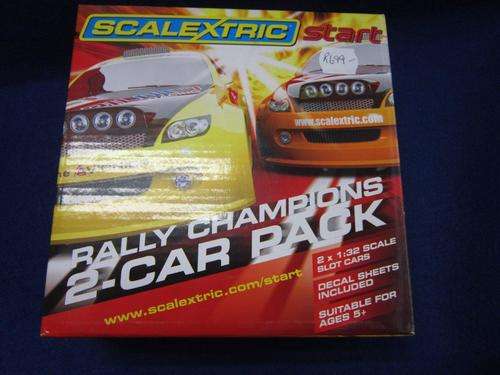 SCALEXTRIC start
R699-
www.scalextric.com
RALLY CHAMPIONS
2-CAR PACK
2 x 1:32 SCALE
SLOT CARS
DECAL SHEETS
INCLUDED
SUITABLE FOR
AGES 5+
www.scalextric.com/start